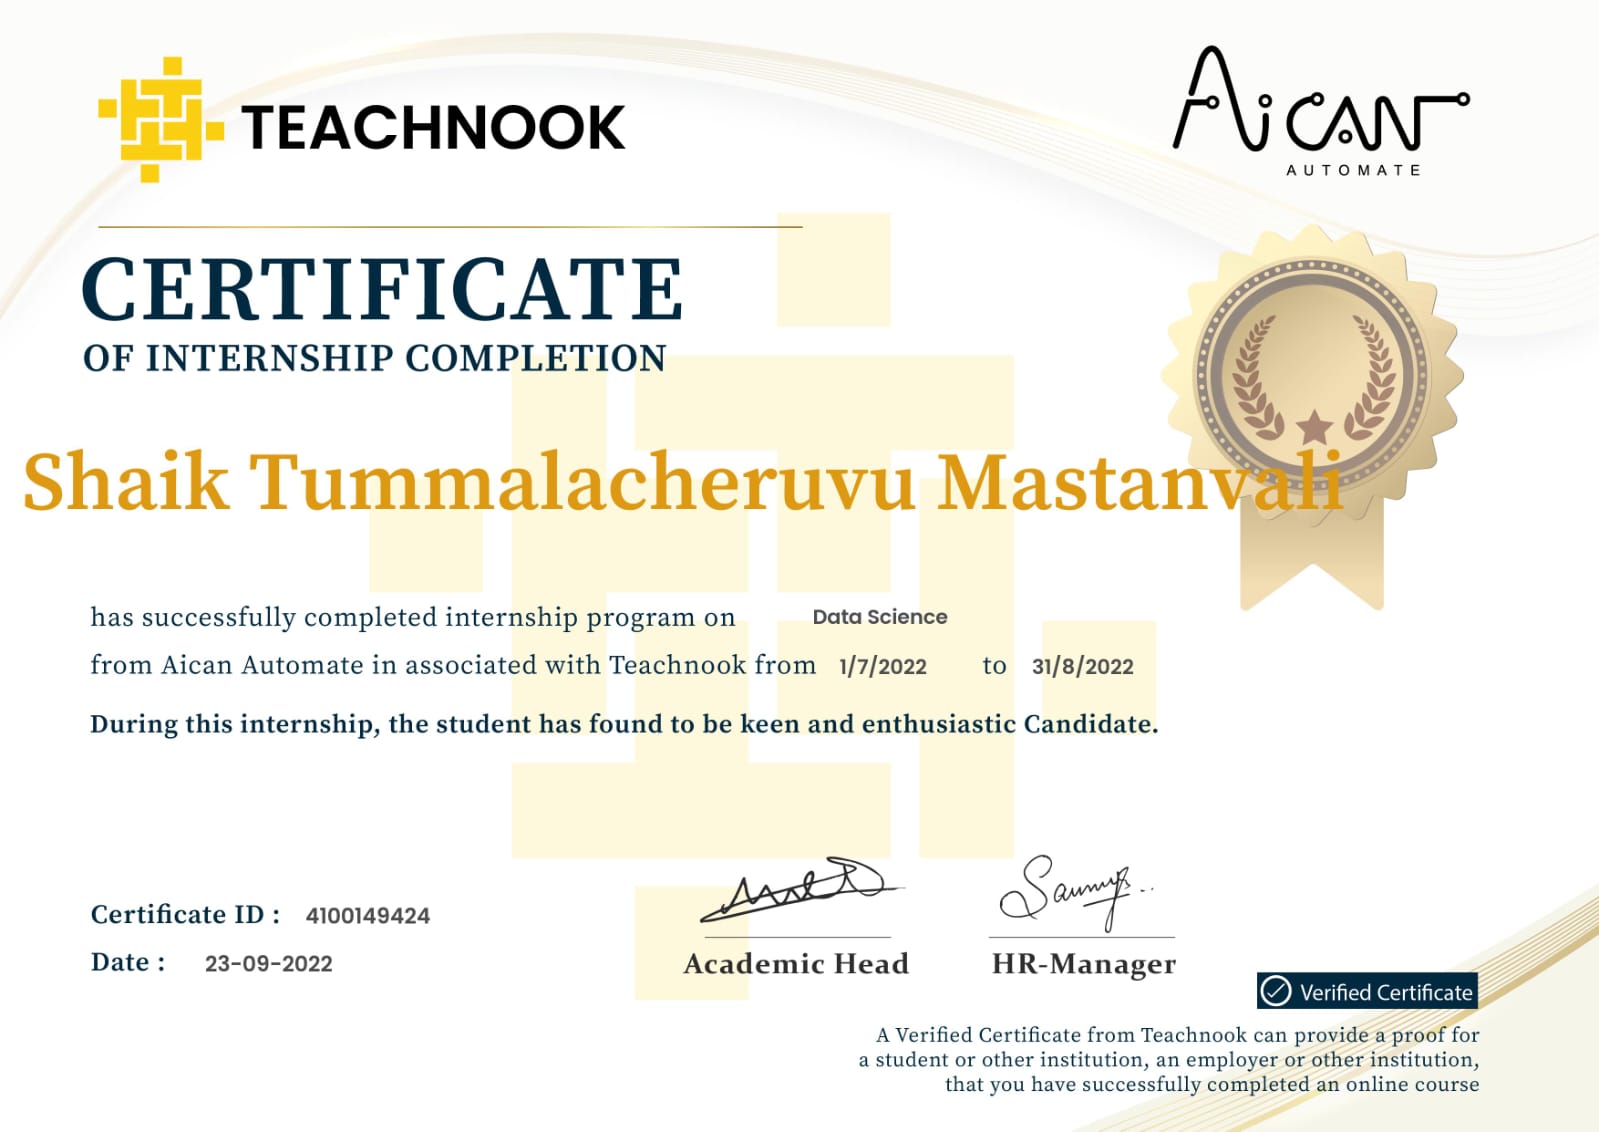 TEACHNOOK
AiCAN
AUTOMATE
CERTIFICATE
OF INTERNSHIP COMPLETION
Shaik Tummalacheruvu Mastanvali
has successfully completed internship program on Data Science
from Aican Automate in associated with Teachnook from 1/7/2022 to 31/8/2022
During this internship, the student has found to be keen and enthusiastic Candidate.
Certificate ID : 4100149424
Date : 23-09-2022
Academic Head
HR-Manager
Verified Certificate
A Verified Certificate from Teachnook can provide a proof for
a student or other institution, an employer or other institution,
that you have successfully completed an online course